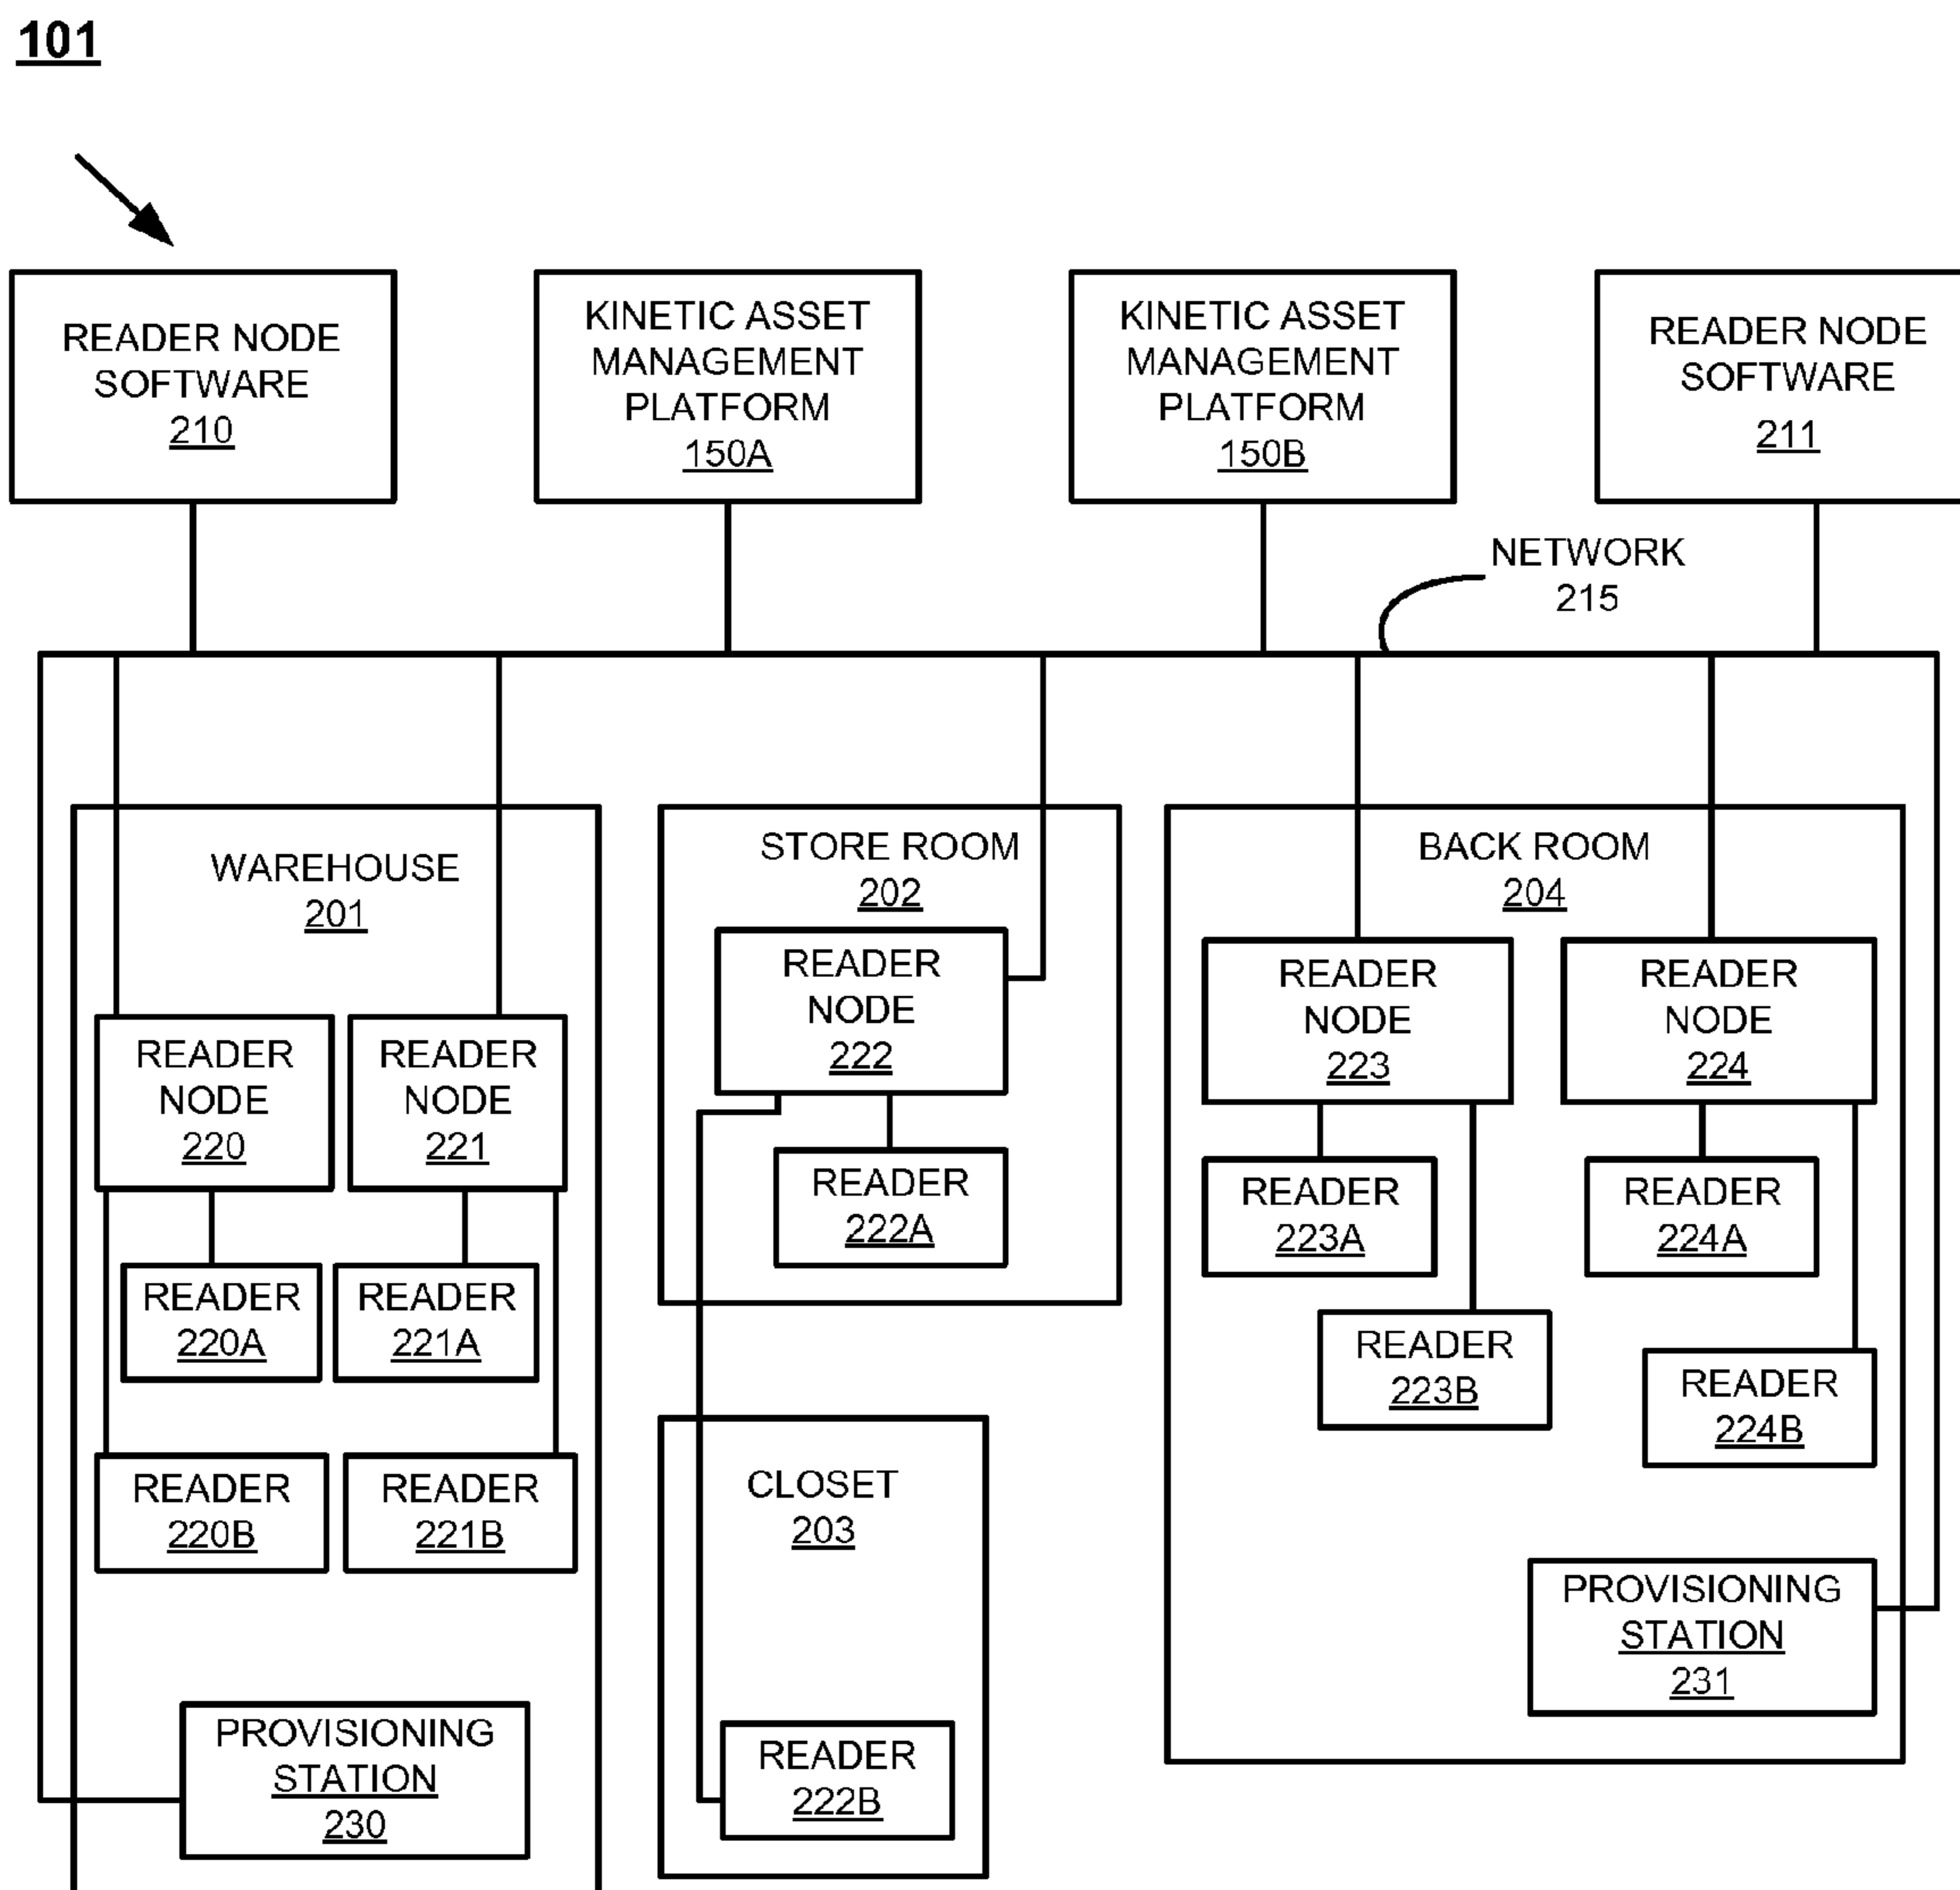 101
READER NODE
SOFTWARE
210
KINETIC ASSET
MANAGEMENT
PLATFORM
150A
KINETIC ASSET
MANAGEMENT
PLATFORM
150B
READER NODE
SOFTWARE
211
NETWORK
215
WAREHOUSE
201
READER
NODE
220
READER
NODE
221
READER
220A
READER
221A
READER
220B
READER
221B
PROVISIONING
STATION
230
STORE ROOM
202
READER
NODE
222
READER
222A
CLOSET
203
READER
222B
BACK ROOM
204
READER
NODE
223
READER
NODE
224
READER
223A
READER
224A
READER
223B
READER
224B
PROVISIONING
STATION
231